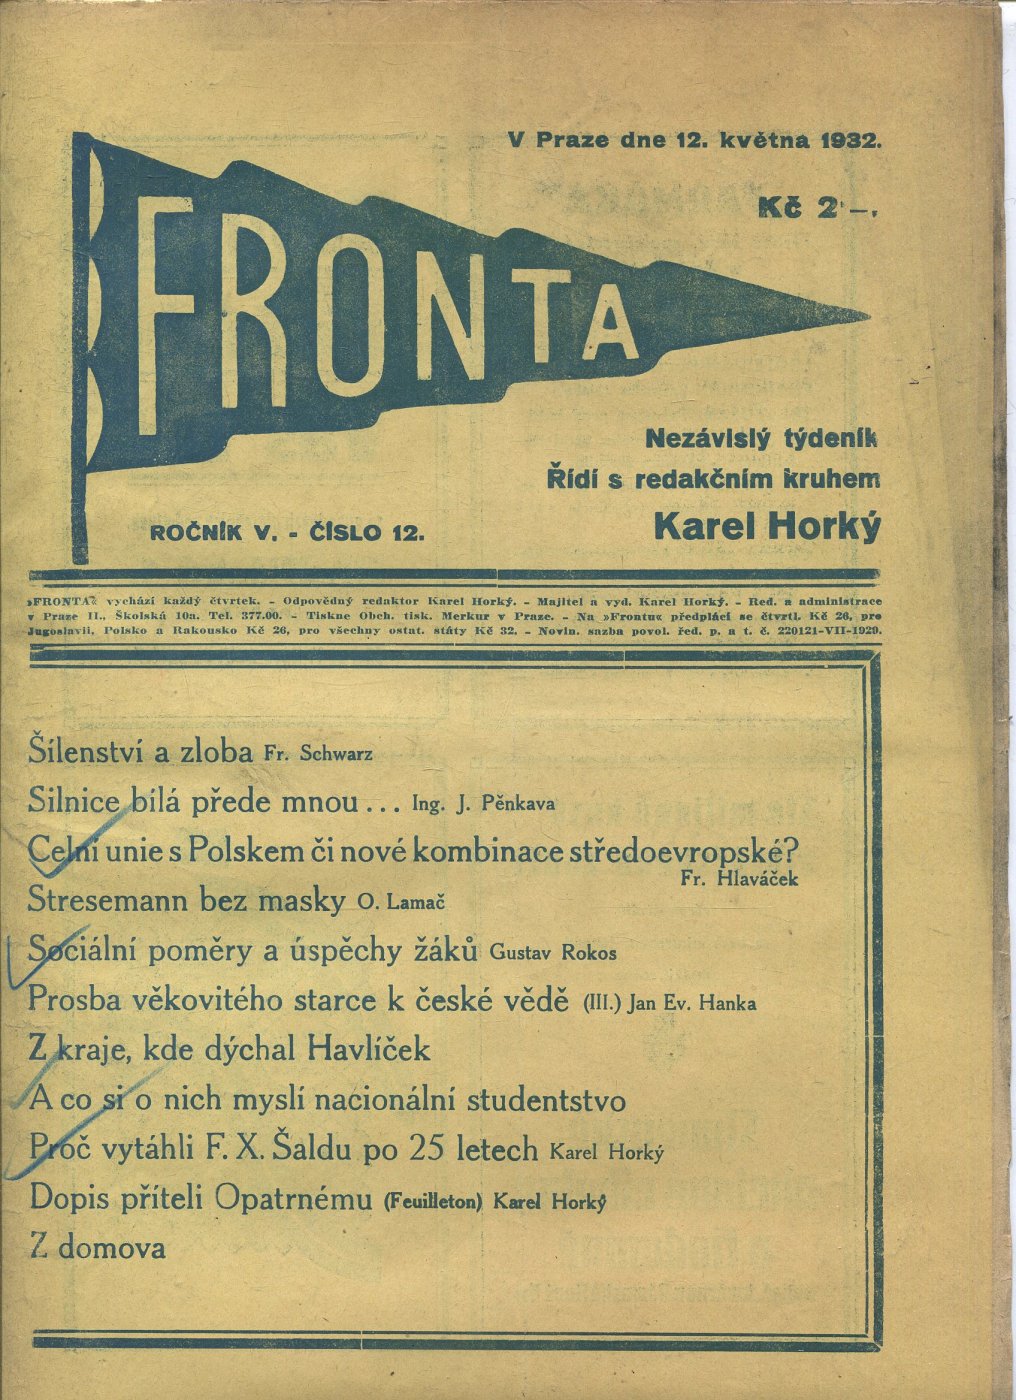 V Praze dne 12. května 1932.
Kč 2·–.
FRONTA
Nezávislý týdeník
Řídí s redakčním kruhem
Karel Horký
ROČNÍK V. - ČÍSLO 12.
»FRONTA« vychází každý čtvrtek. - Odpovědný redaktor Karel Horký. - Majitel a vyd. Karel Horký. - Red. a administrace
v Praze II., Školská 10a. Tel. 377.00. - Tiskne Obch. tisk. Merkur v Praze. - Na »Frontu« předplácí se čtvrtl. Kč 26, pro
Jugoslavii, Polsko a Rakousko Kč 26, pro všechny ostat. státy Kč 32. - Novin. sazba povol. řed. p. a t. č. 220121-VII-1929.
Šílenství a zloba Fr. Schwarz
Silnice bílá přede mnou... Ing. J. Pěnkava
Celní unie s Polskem či nové kombinace středoevropské?
Fr. Hlaváček
Stresemann bez masky O. Lamač
Sociální poměry a úspěchy žáků Gustav Rokos
Prosba věkovitého starce k české vědě (III.) Jan Ev. Hanka
Z kraje, kde dýchal Havlíček
A co si o nich myslí nacionální studentstvo
Proč vytáhli F. X. Šaldu po 25 letech Karel Horký
Dopis příteli Opatrnému (Feuilleton) Karel Horký
Z domova